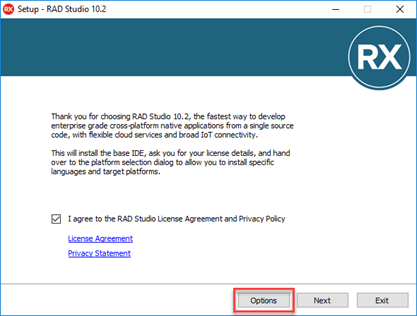 RX Setup - RAD Studio 10.2
RX
Thank you for choosing RAD Studio 10.2, the fastest way to develop
enterprise grade cross-platform native applications from a single source
code, with flexible cloud services and broad IoT connectivity.
This will install the base IDE, ask you for your license details, and hand
over to the platform selection dialog to allow you to install specific
languages and target platforms.
I agree to the RAD Studio License Agreement and Privacy Policy
License Agreement
Privacy Statement
Options Next Exit